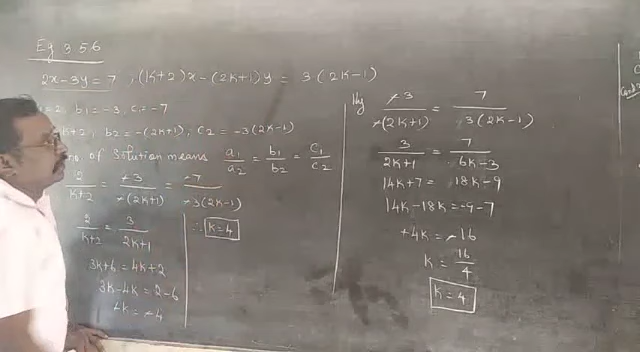 Eg 3.56
2x-3y = 7 , (k+2)x - (2k+1)y = 3(2k-1)
=2, b₁=-3, c₁=-7
k+2, b₂=-(2k+1), c₂=-3(2k-1)
no. of solution means a₁/a₂ = b₁/b₂ = c₁/c₂
2/k+2 = -3/-(2k+1) = -7/-3(2k-1)
2/k+2 = 3/2k+1
3k+6 = 4k+2
3k-4k = 2-6
-k = -4
∴ k=4
-3/-(2k+1) = 7/3(2k-1)
3/2k+1 = 7/6k-3
14k+7 = 18k-9
14k-18k = -9-7
+4k = -16
k = 16/4
k=4